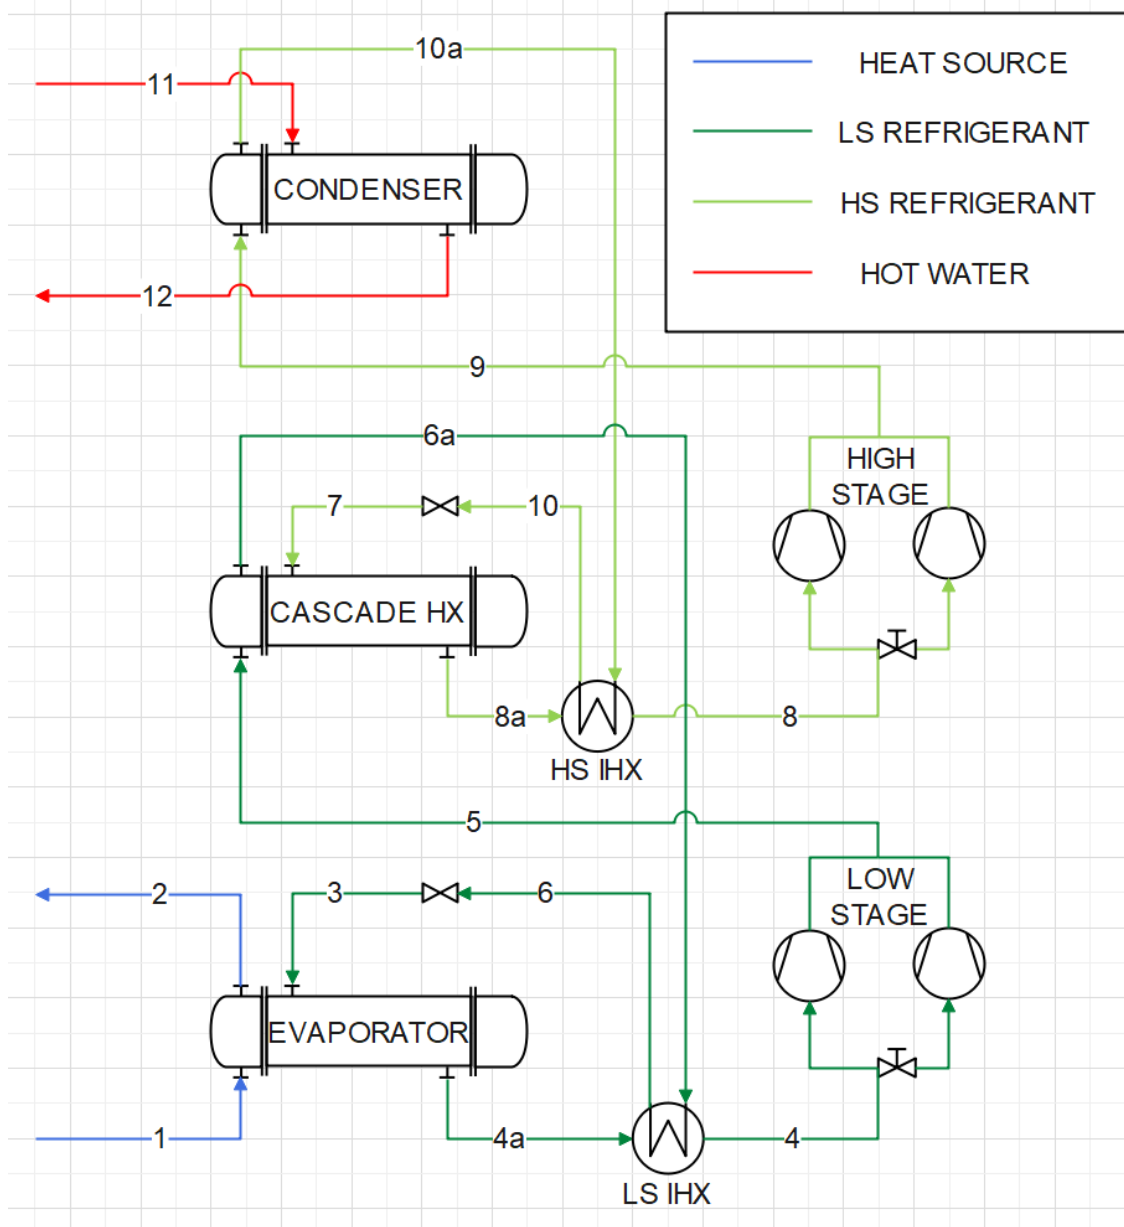 10a
HEAT SOURCE
11
LS REFRIGERANT
CONDENSER
HS REFRIGERANT
HOT WATER
12
9
6a
HIGH
STAGE
7
10
CASCADE HX
8a
8
HS IHX
5
LOW
STAGE
2
3
6
EVAPORATOR
1
4a
4
LS IHX